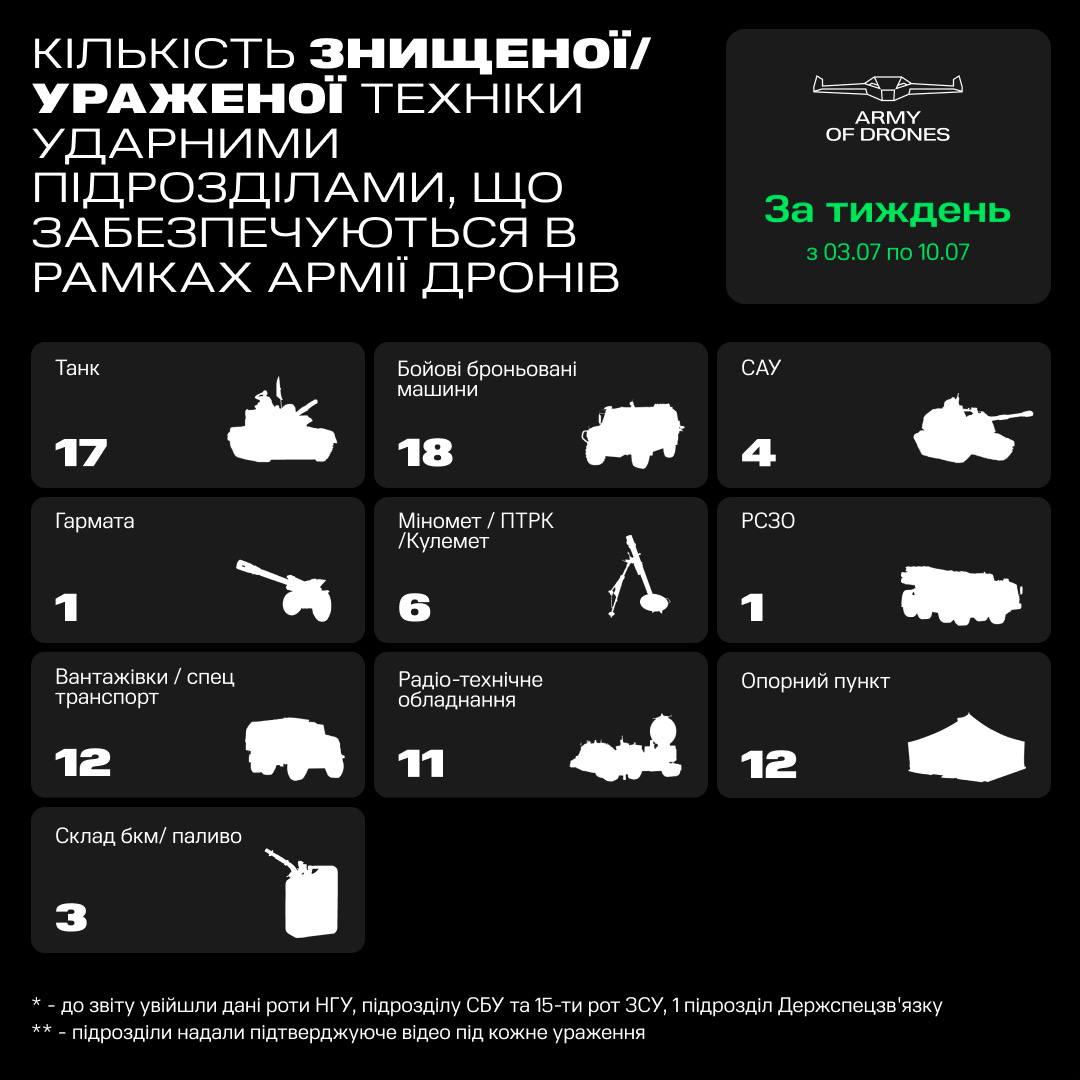 КІЛЬКІСТЬ ЗНИЩЕНОЇ/
УРАЖЕНОЇ ТЕХНІКИ
УДАРНИМИ
ПІДРОЗДІЛАМИ, ЩО
ЗАБЕЗПЕЧУЮТЬСЯ В
РАМКАХ АРМІЇ ДРОНІВ
ARMY
OF DRONES
За тиждень
з 03.07 по 10.07
Танк
17
Бойові броньовані
машини
18
САУ
4
Гармата
1
Міномет / ПТРК
/Кулемет
6
РСЗО
1
Вантажівки / спец
транспорт
12
Радіо-технічне
обладнання
11
Опорний пункт
12
Склад бкм/ паливо
3
* - до звіту увійшли дані роти НГУ, підрозділу СБУ та 15-ти рот ЗСУ, 1 підрозділ Держспецзв'язку
** - підрозділи надали підтверджуюче відео під кожне ураження